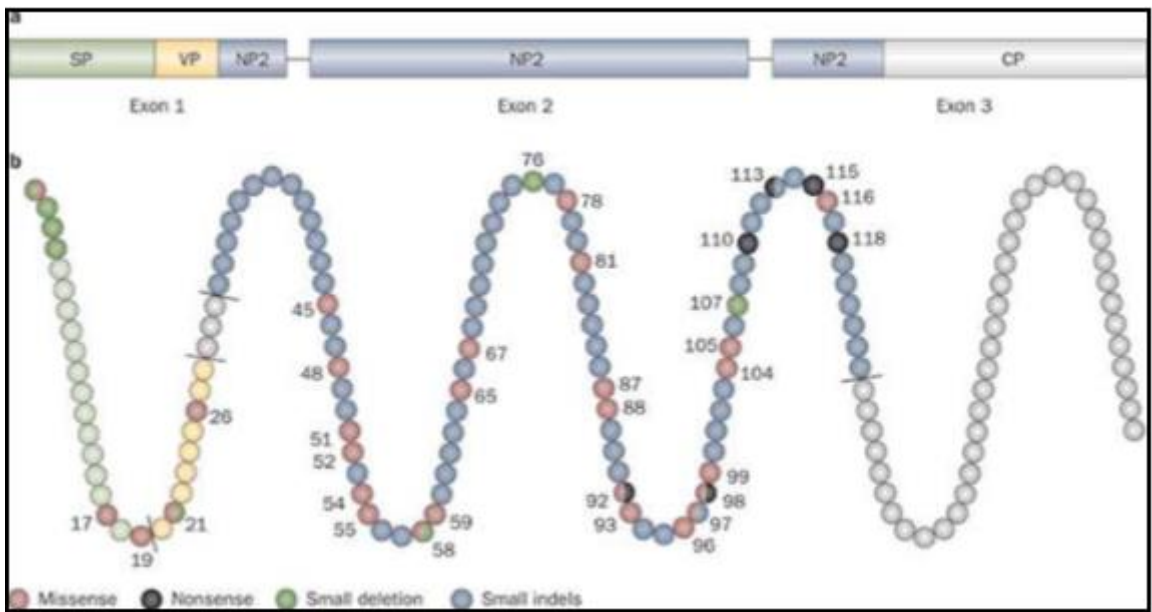 a
SP VP NP2 NP2 NP2 CP
Exon 1 Exon 2 Exon 3
b
76
113 115
78 116
110 118
81
45 107
67 105
48 104
65 87
26 88
51
52
99
54 92 98
17 21 55 59 93 97
19 58 96
Missense Nonsense Small deletion Small indels